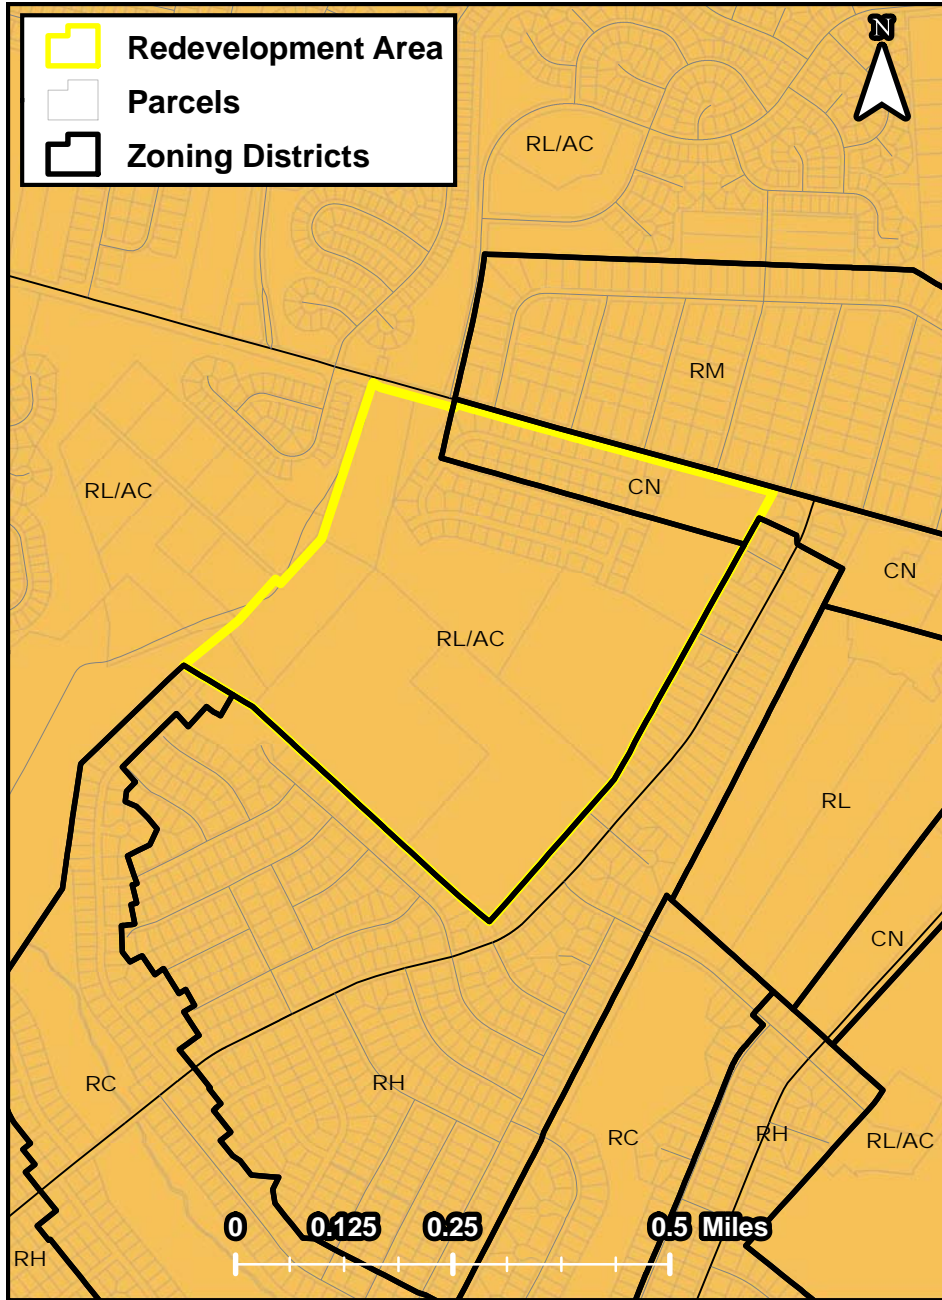 N
Redevelopment Area
Parcels
Zoning Districts
RL/AC
RM
RL/AC
CN
CN
RL/AC
RL
CN
RC
RH
RC
RH
RL/AC
RH
0 0.125 0.25 0.5 Miles